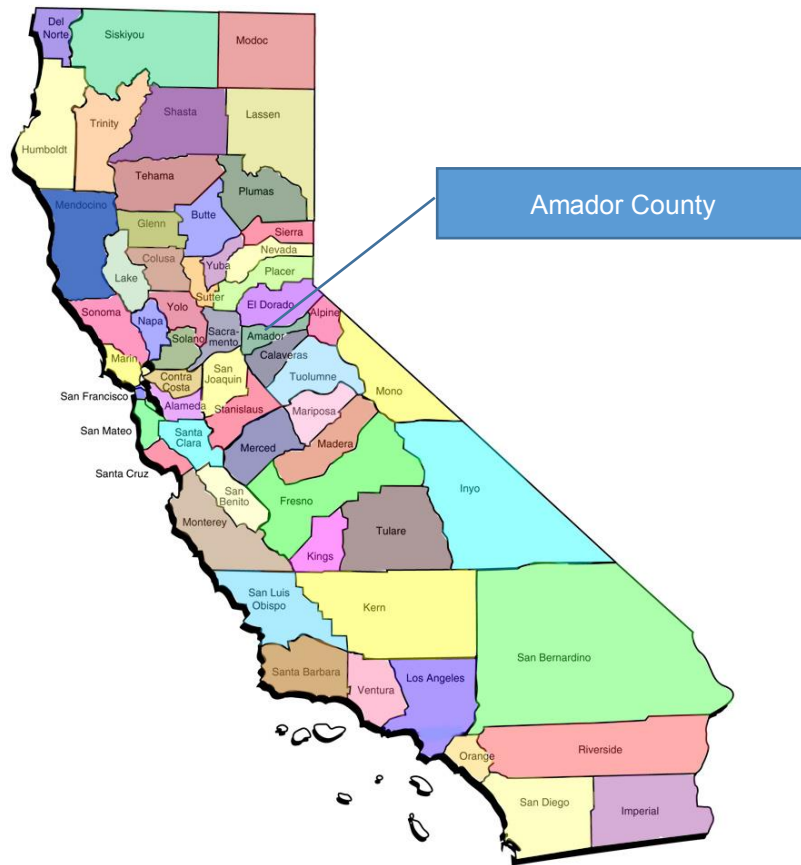 Del
Norte
Siskiyou
Modoc
Humboldt
Trinity
Shasta
Lassen
Tehama
Plumas
Mendocino
Glenn
Butte
Sierra
Nevada
Lake
Colusa
Yuba
Sutter
Placer
Amador County
Sonoma
Napa
Yolo
El Dorado
Solano
Sacra-
mento
Amador
Alpine
Marin
Calaveras
Contra
Costa
San
Joaquin
Tuolumne
Mono
San Francisco
Alameda
Stanislaus
Mariposa
San Mateo
Santa
Clara
Merced
Madera
Santa Cruz
San
Benito
Fresno
Inyo
Monterey
Kings
Tulare
San Luis
Obispo
Kern
San Bernardino
Santa Barbara
Ventura
Los Angeles
Orange
Riverside
San Diego
Imperial